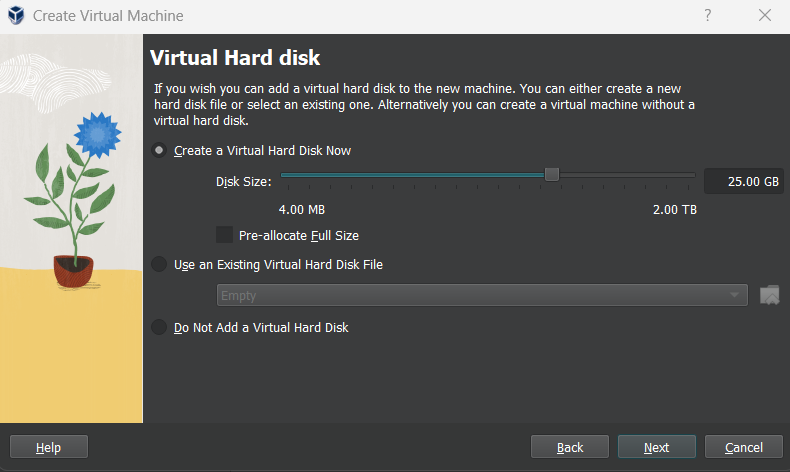 Create Virtual Machine
?
Virtual Hard disk
If you wish you can add a virtual hard disk to the new machine. You can either create a new
hard disk file or select an existing one. Alternatively you can create a virtual machine without a
virtual hard disk.
Create a Virtual Hard Disk Now
Disk Size:
25.00 GB
4.00 MB
2.00 TB
Pre-allocate Full Size
Use an Existing Virtual Hard Disk File
Empty
Do Not Add a Virtual Hard Disk
Help
Back
Next
Cancel